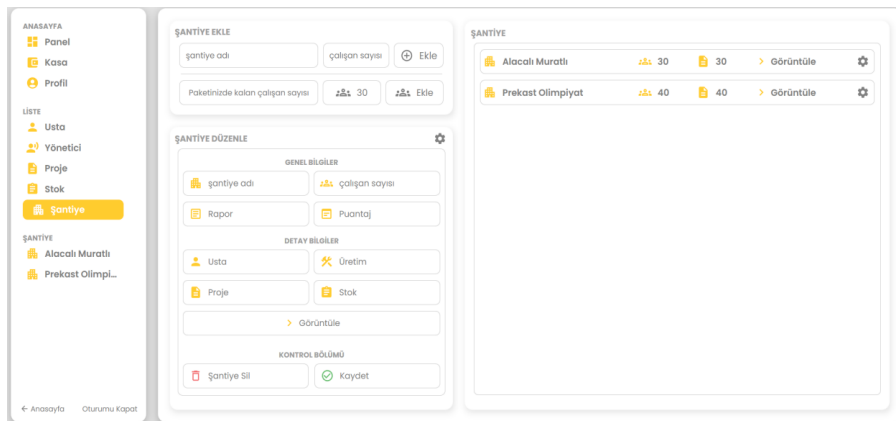 ANASAYFA
Panel
Kasa
Profil
LİSTE
Usta
Yönetici
Proje
Stok
Şantiye
ŞANTİYE
Alacalı Muratlı
Prekast Olimpi...
← Anasayfa Oturumu Kapat
ŞANTİYE EKLE
şantiye adı çalışan sayısı Ekle
Paketinizde kalan çalışan sayısı 30 Ekle
ŞANTİYE DÜZENLE
GENEL BİLGİLER
şantiye adı çalışan sayısı
Rapor Puantaj
DETAY BİLGİLER
Usta Üretim
Proje Stok
Görüntüle
KONTROL BÖLÜMÜ
Şantiye Sil Kaydet
ŞANTİYE
Alacalı Muratlı 30 30 Görüntüle
Prekast Olimpiyat 40 40 Görüntüle